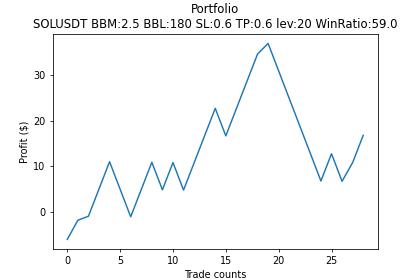 Portfolio
SOLUSDT BBM:2.5 BBL:180 SL:0.6 TP:0.6 lev:20 WinRatio:59.0
Profit ($)
30
20
10
0
0 5 10 15 20 25
Trade counts